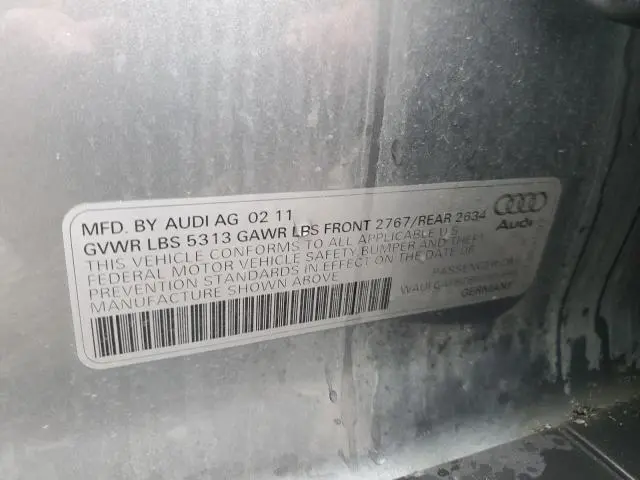 MFD. BY AUDI AG 02 11
GVWR LBS 5313 GAWR LBS FRONT 2767/REAR 2634
THIS VEHICLE CONFORMS TO ALL APPLICABLE U.S.
FEDERAL MOTOR VEHICLE SAFETY BUMPER AND THEFT
PREVENTION STANDARDS IN EFFECT ON THE DATE OF
MANUFACTURE SHOWN ABOVE
Audi
PASSENGER
GERMANY